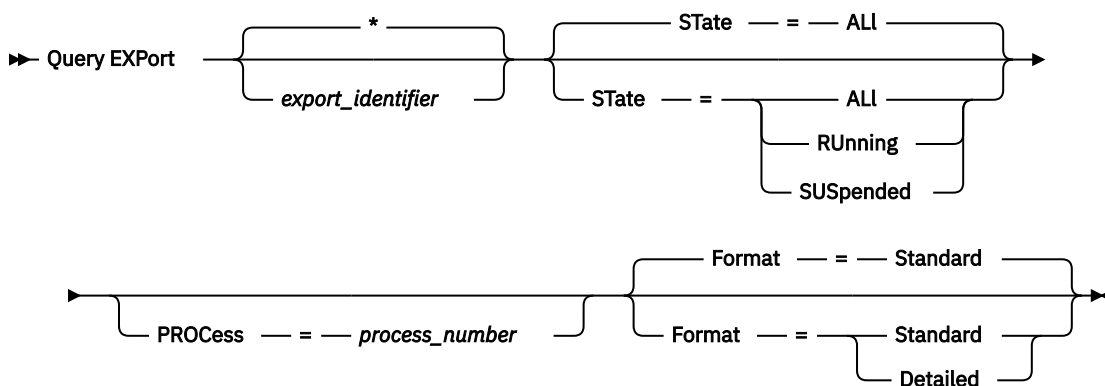 * STate = ALl
Query EXPort
export_identifier STate = ALl
RUnning
SUSpended
Format = Standard
PROCess = process_number Format = Standard
Detailed